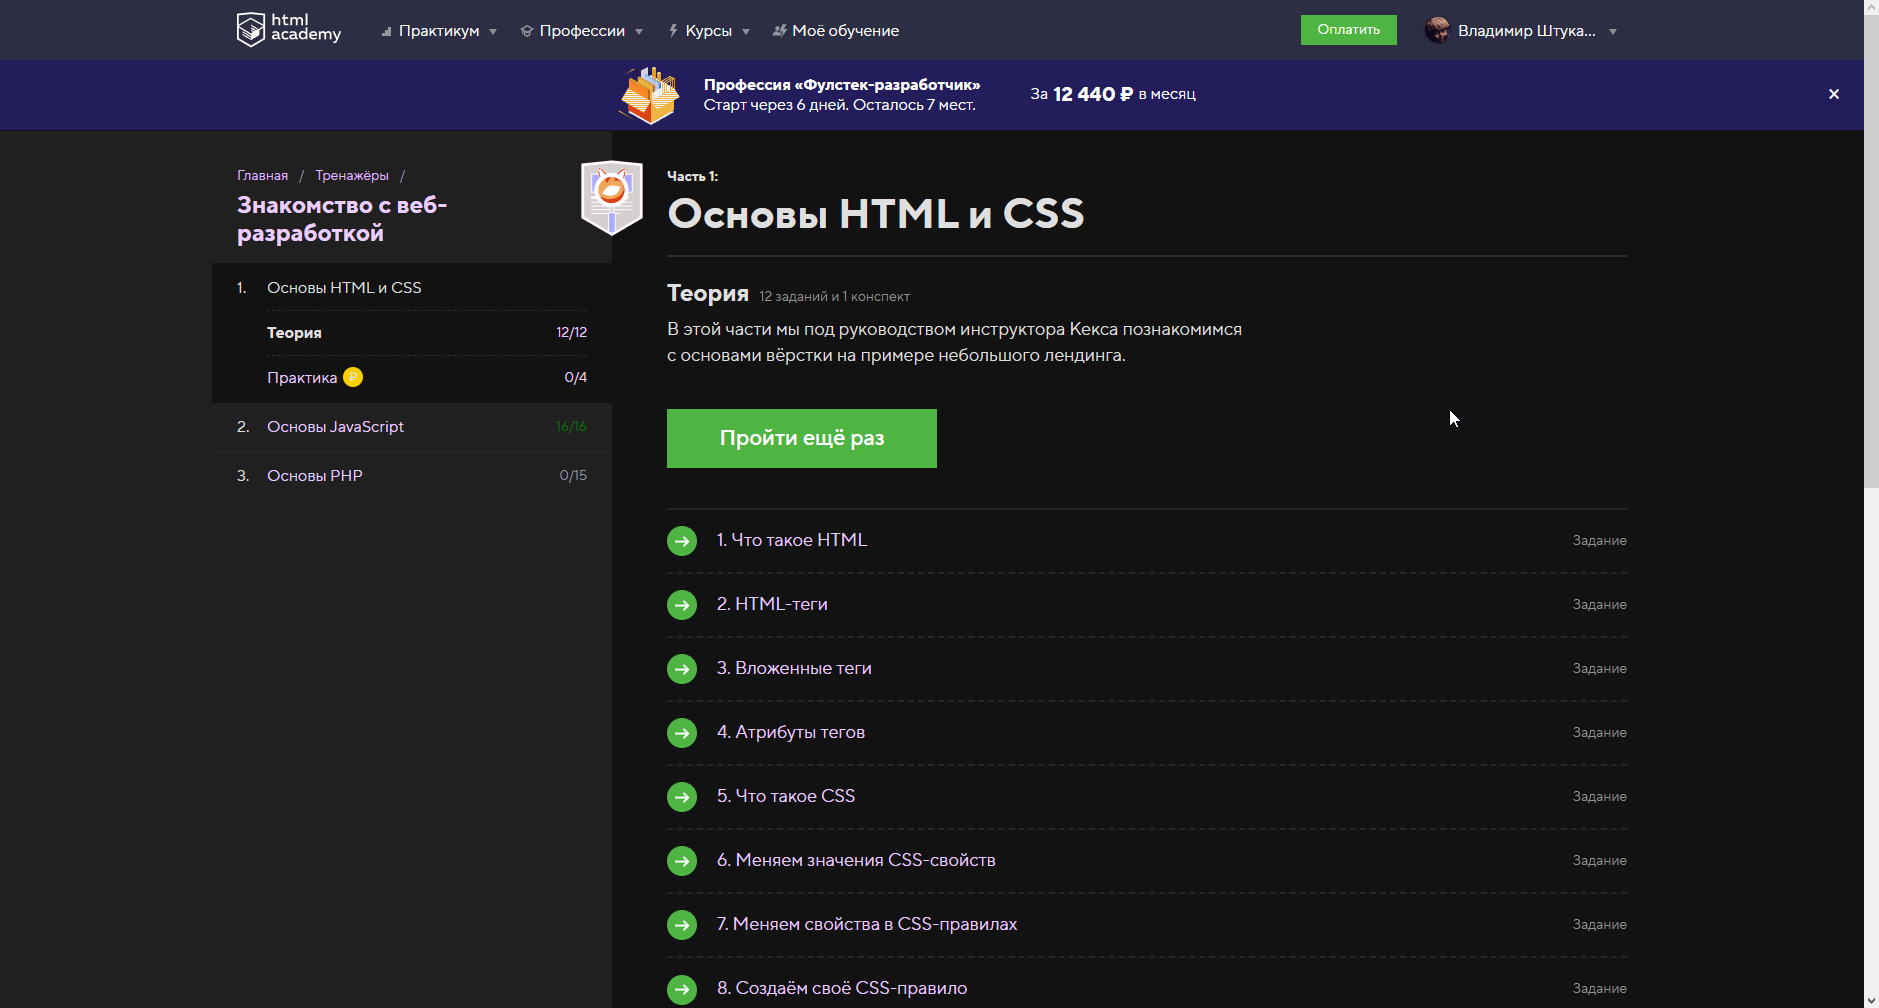 html
academy
Практикум
Профессии
Курсы
Моё обучение
Оплатить
Владимир Штука...
Профессия «Фулстек-разработчик»
Старт через 6 дней. Осталось 7 мест.
За 12 440 ₽ в месяц
Главная / Тренажёры /
Знакомство с веб-
разработкой
1. Основы HTML и CSS
Теория 12/12
Практика ₽ 0/4
2. Основы JavaScript 16/16
3. Основы PHP 0/15
Часть 1:
Основы HTML и CSS
Теория 12 заданий и 1 конспект
В этой части мы под руководством инструктора Кекса познакомимся
с основами вёрстки на примере небольшого лендинга.
Пройти ещё раз
1. Что такое HTML Задание
2. HTML-теги Задание
3. Вложенные теги Задание
4. Атрибуты тегов Задание
5. Что такое CSS Задание
6. Меняем значения CSS-свойств Задание
7. Меняем свойства в CSS-правилах Задание
8. Создаём своё CSS-правило Задание